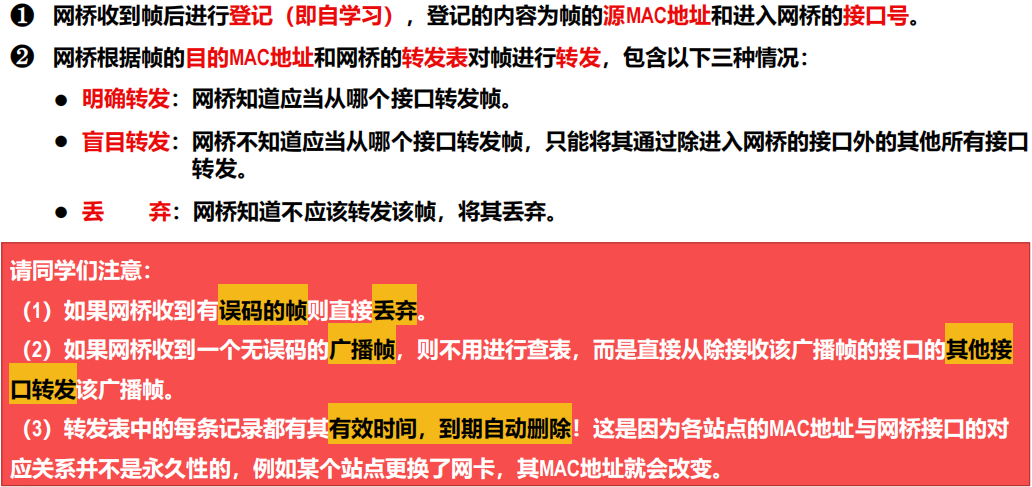 ❶ 网桥收到帧后进行登记（即自学习），登记的内容为帧的源MAC地址和进入网桥的接口号。
❷ 网桥根据帧的目的MAC地址和网桥的转发表对帧进行转发，包含以下三种情况：
● 明确转发：网桥知道应当从哪个接口转发帧。
● 盲目转发：网桥不知道应当从哪个接口转发帧，只能将其通过除进入网桥的接口外的其他所有接口
转发。
● 丢　　弃：网桥知道不应该转发该帧，将其丢弃。
请同学们注意：
（1）如果网桥收到有误码的帧则直接丢弃。
（2）如果网桥收到一个无误码的广播帧，则不用进行查表，而是直接从除接收该广播帧的接口的其他接
口转发该广播帧。
（3）转发表中的每条记录都有其有效时间，到期自动删除！这是因为各站点的MAC地址与网桥接口的对
应关系并不是永久性的，例如某个站点更换了网卡，其MAC地址就会改变。